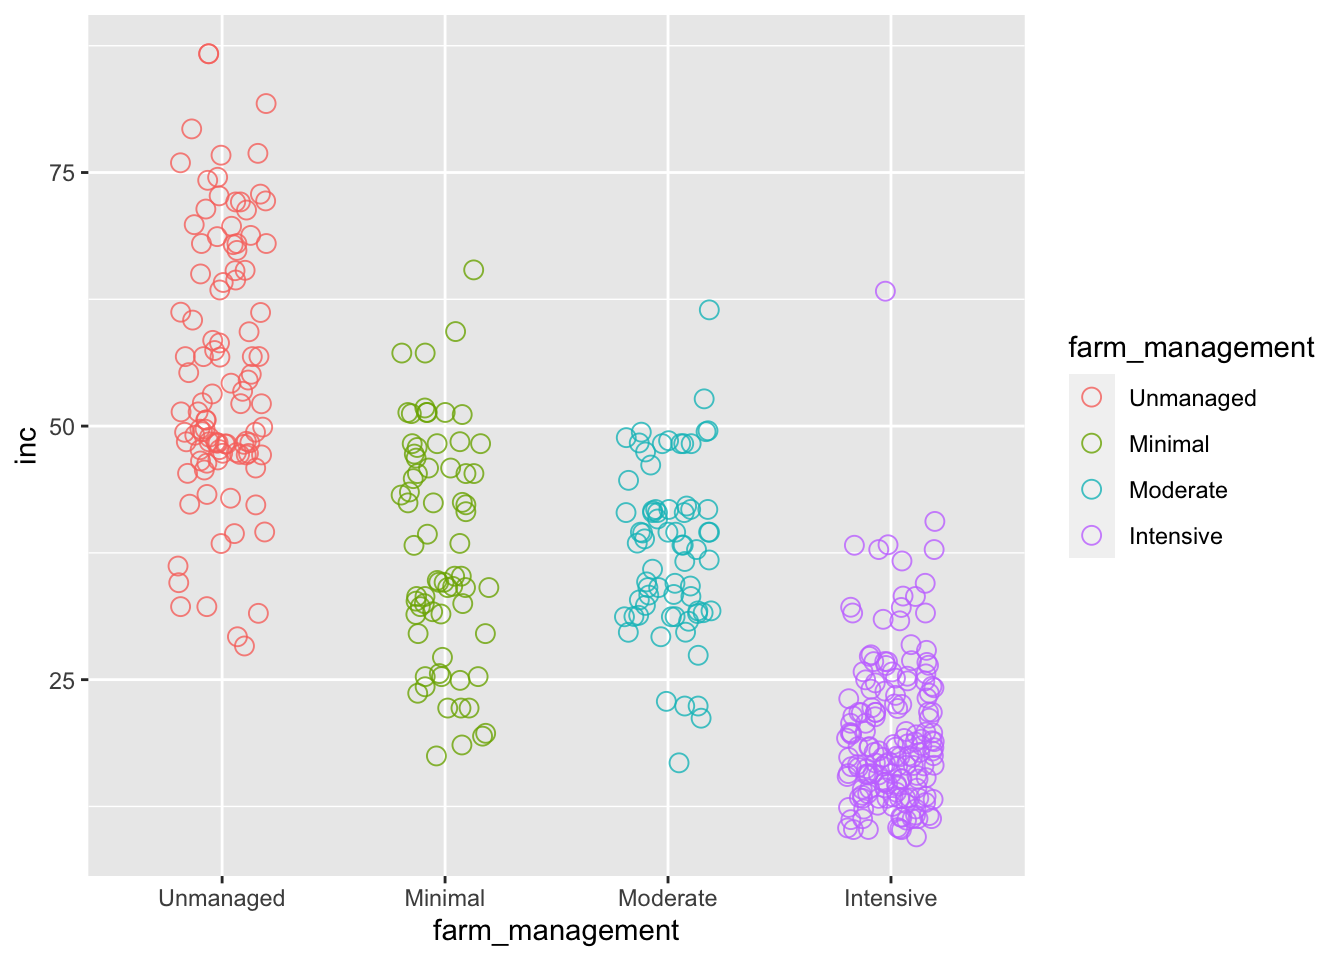 inc
75
50
25
Unmanaged Minimal Moderate Intensive
farm_management
farm_management
Unmanaged
Minimal
Moderate
Intensive